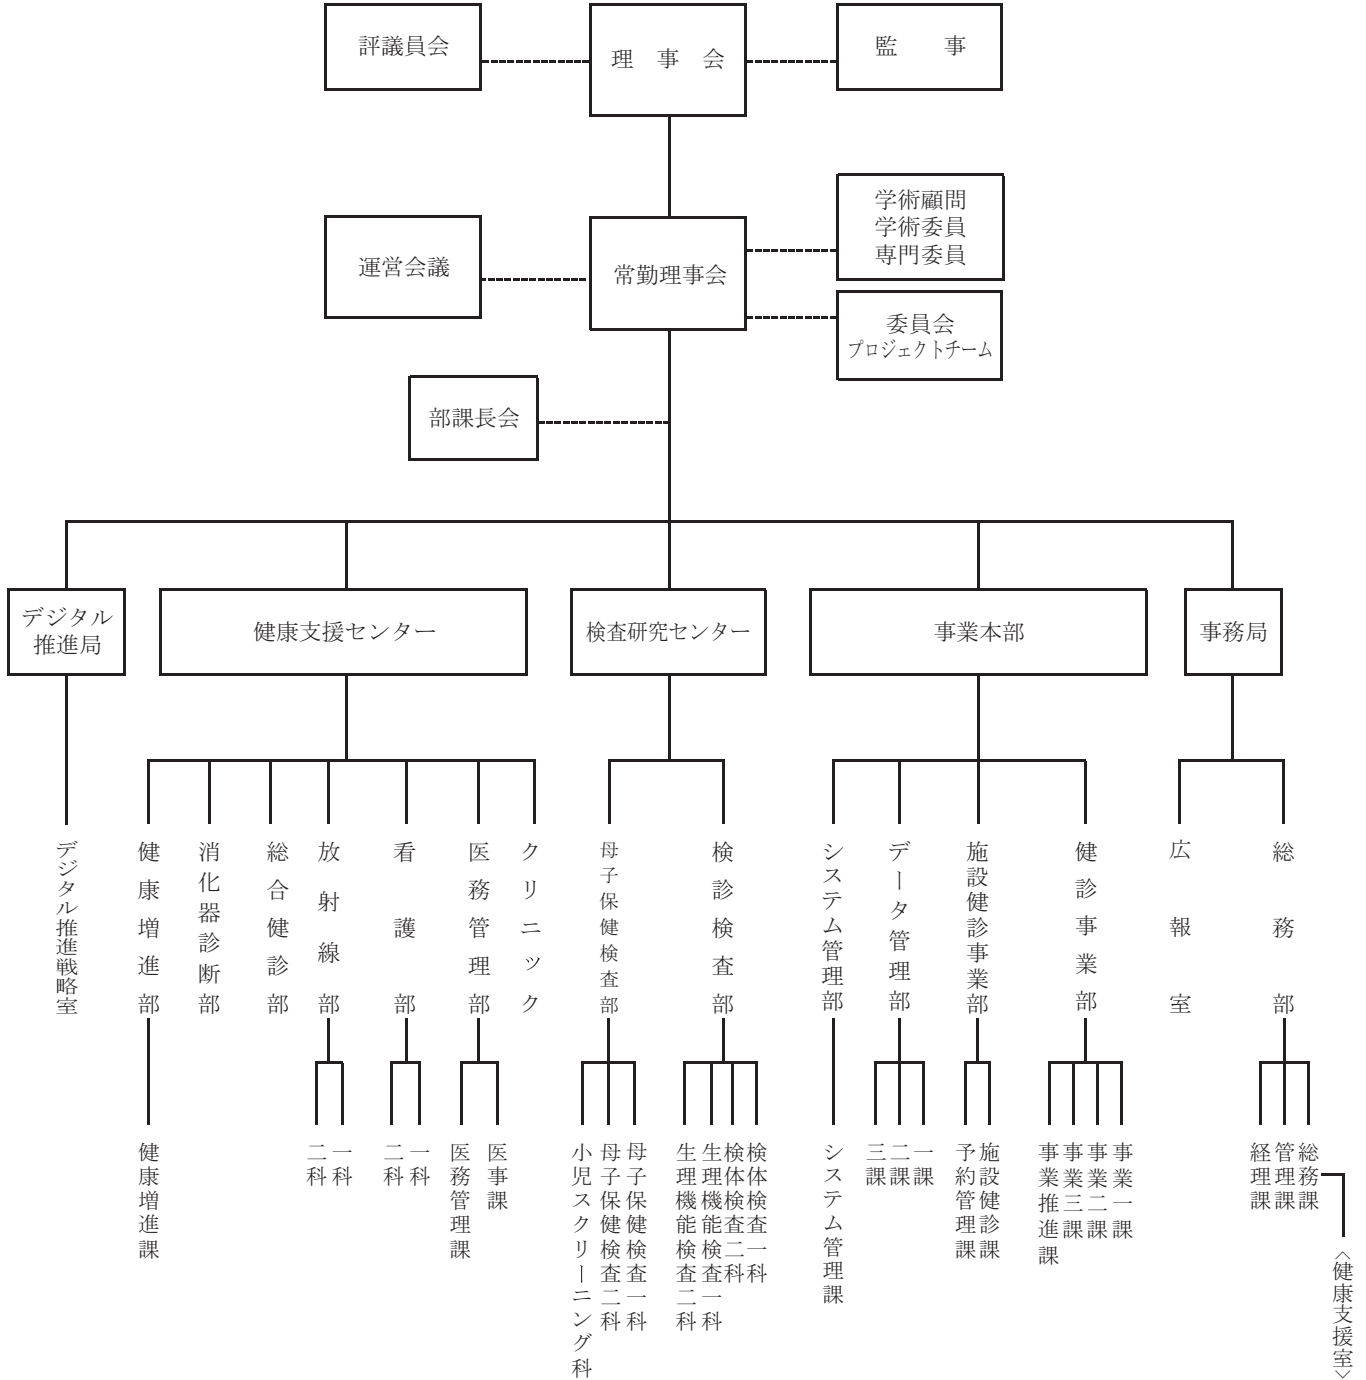 評議員会
理　事　会
監　　事
学術顧問
学術委員
専門委員
運営会議
常勤理事会
委員会
プロジェクトチーム
部課長会
デジタル
推進局
健康支援センター
検査研究センター
事業本部
事務局
デジタル推進戦略室
健康増進部
消化器診断部
総合健診部
放射線部
看護部
医務管理部
クリニック
母子保健検査部
検診検査部
システム管理部
データ管理部
施設健診事業部
健診事業部
広報室
総務部
健康増進課
二科
一科
二科
一科
医務管理課
医事課
小児スクリーニング科
母子保健検査二科
母子保健検査一科
生理機能検査二科
生理機能検査一科
検体検査二科
検体検査一科
システム管理課
三課
二課
一課
予約管理課
施設健診課
事業推進課
事業三課
事業二課
事業一課
経理課
管理課
総務課
〈健康支援室〉